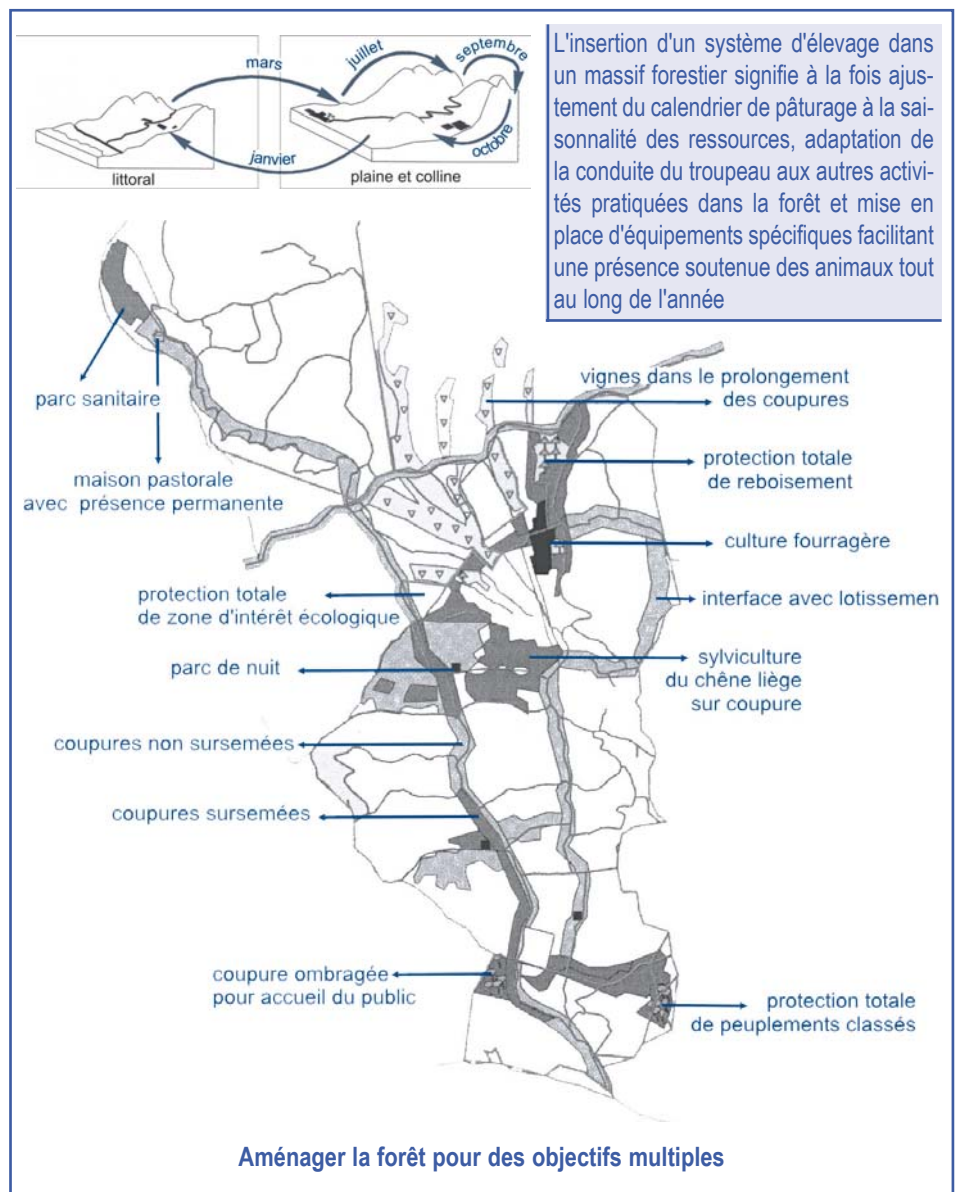 mars
juillet
septembre
octobre
janvier
littoral
plaine et colline
L'insertion d'un système d'élevage dans
un massif forestier signifie à la fois ajus-
tement du calendrier de pâturage à la sai-
sonnalité des ressources, adaptation de
la conduite du troupeau aux autres activi-
tés pratiquées dans la forêt et mise en
place d'équipements spécifiques facilitant
une présence soutenue des animaux tout
au long de l'année
parc sanitaire
maison pastorale
avec présence permanente
vignes dans le prolongement
des coupures
protection totale
de reboisement
culture fourragère
protection totale
de zone d'intérêt écologique
interface avec lotissemen
parc de nuit
sylviculture
du chêne liège
sur coupure
coupures non sursemées
coupures sursemées
coupure ombragée
pour accueil du public
protection totale
de peuplements classés
Aménager la forêt pour des objectifs multiples